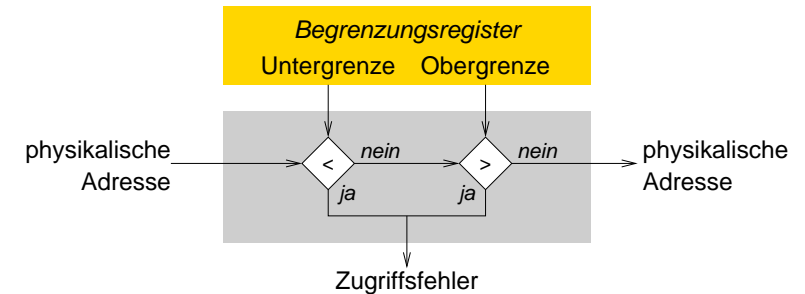 Begrenzungsregister
Untergrenze Obergrenze
physikalische
Adresse
<
nein
ja
>
nein
ja
physikalische
Adresse
Zugriffsfehler